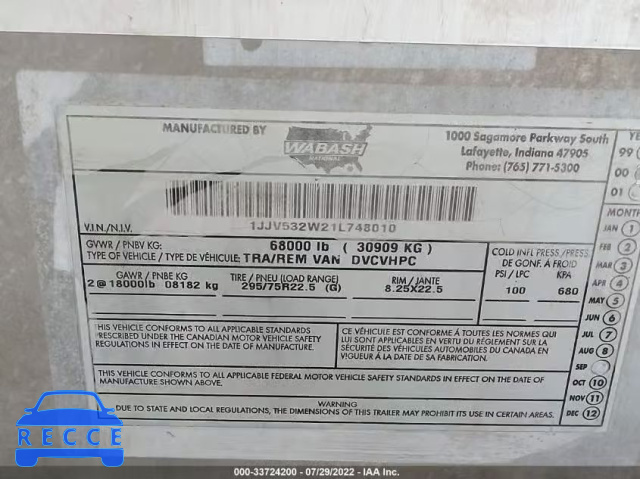 MANUFACTURED BY
WABASH
NATIONAL
1000 Sagamore Parkway South
Lafayette, Indiana 47905
Phone: (765) 771-5300
V.I.N./N.I.V.
1JJV532W21L748010
GVWR / PNBV KG: 68000 lb ( 30909 KG )
TYPE OF VEHICLE / TYPE DE VÉHICULE: TRA/REM VAN DVCVHPC
GAWR / PNBE KG
2 @ 18000lb 08182 kg
TIRE / PNEU (LOAD RANGE)
295/75R22.5 (G)
RIM / JANTE
8.25X22.5
COLD INFL PRESSION
DE GONF. À FROID
PSI / LPC KPA
100 680
THIS VEHICLE CONFORMS TO ALL APPLICABLE STANDARDS
PRESCRIBED UNDER THE CANADIAN MOTOR VEHICLE SAFETY
REGULATIONS IN EFFECT ON THE DATE OF MANUFACTURE.
CE VÉHICULE EST CONFORME À TOUTES LES NORMES QUI
LUI SONT APPLICABLES EN VERTU DU RÈGLEMENT SUR LA
SÉCURITÉ DES VÉHICULES AUTOMOBILES DU CANADA EN
VIGUEUR À LA DATE DE SA FABRICATION.
THIS VEHICLE CONFORMS TO ALL APPLICABLE FEDERAL MOTOR VEHICLE SAFETY STANDARDS IN EFFECT ON THE DATE OF
MANUFACTURE SHOWN ABOVE.
WARNING:
DUE TO VARYING STATE AND LOCAL REGULATIONS, THE DIMENSIONS OF THIS TRAILER MAY PROHIBIT ITS USE IN CERTAIN AREAS.
99
00
01
MONTH
JAN 1
FEB 2
MAR 3
APR 4
MAY 5
JUN 6
JUL 7
AUG 8
SEP
OCT 10
NOV 11
DEC 12
RECCE
000-33724200 - 07/29/2022 - IAA Inc.